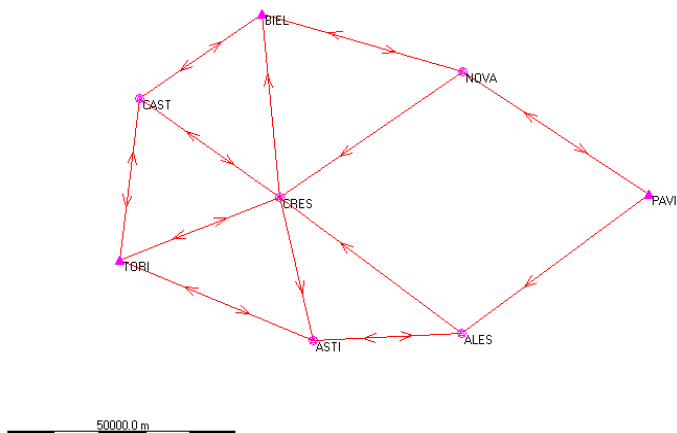 BIEL
NOVA
CAST
CRES
PAVI
TORI
ASTI
ALES
50000.0 m